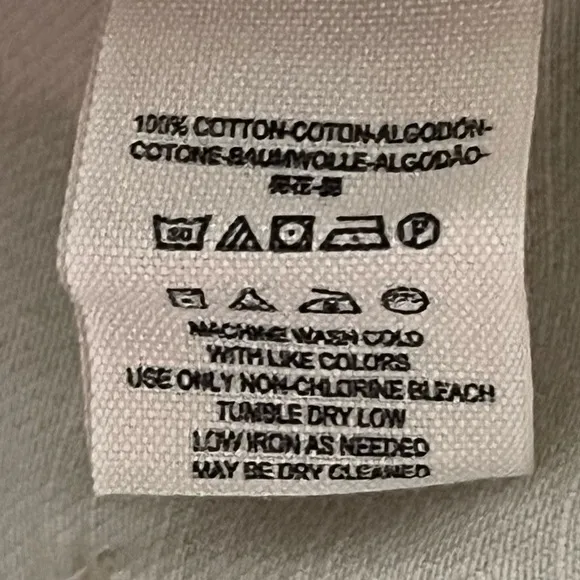 100% COTTON-COTON-ALGODÓN-
COTONE-BAUMWOLLE-ALGODÃO-
30
P
MACHINE WASH COLD
WITH LIKE COLORS
USE ONLY NON-CHLORINE BLEACH
TUMBLE DRY LOW
LOW IRON AS NEEDED
MAY BE DRY CLEANED